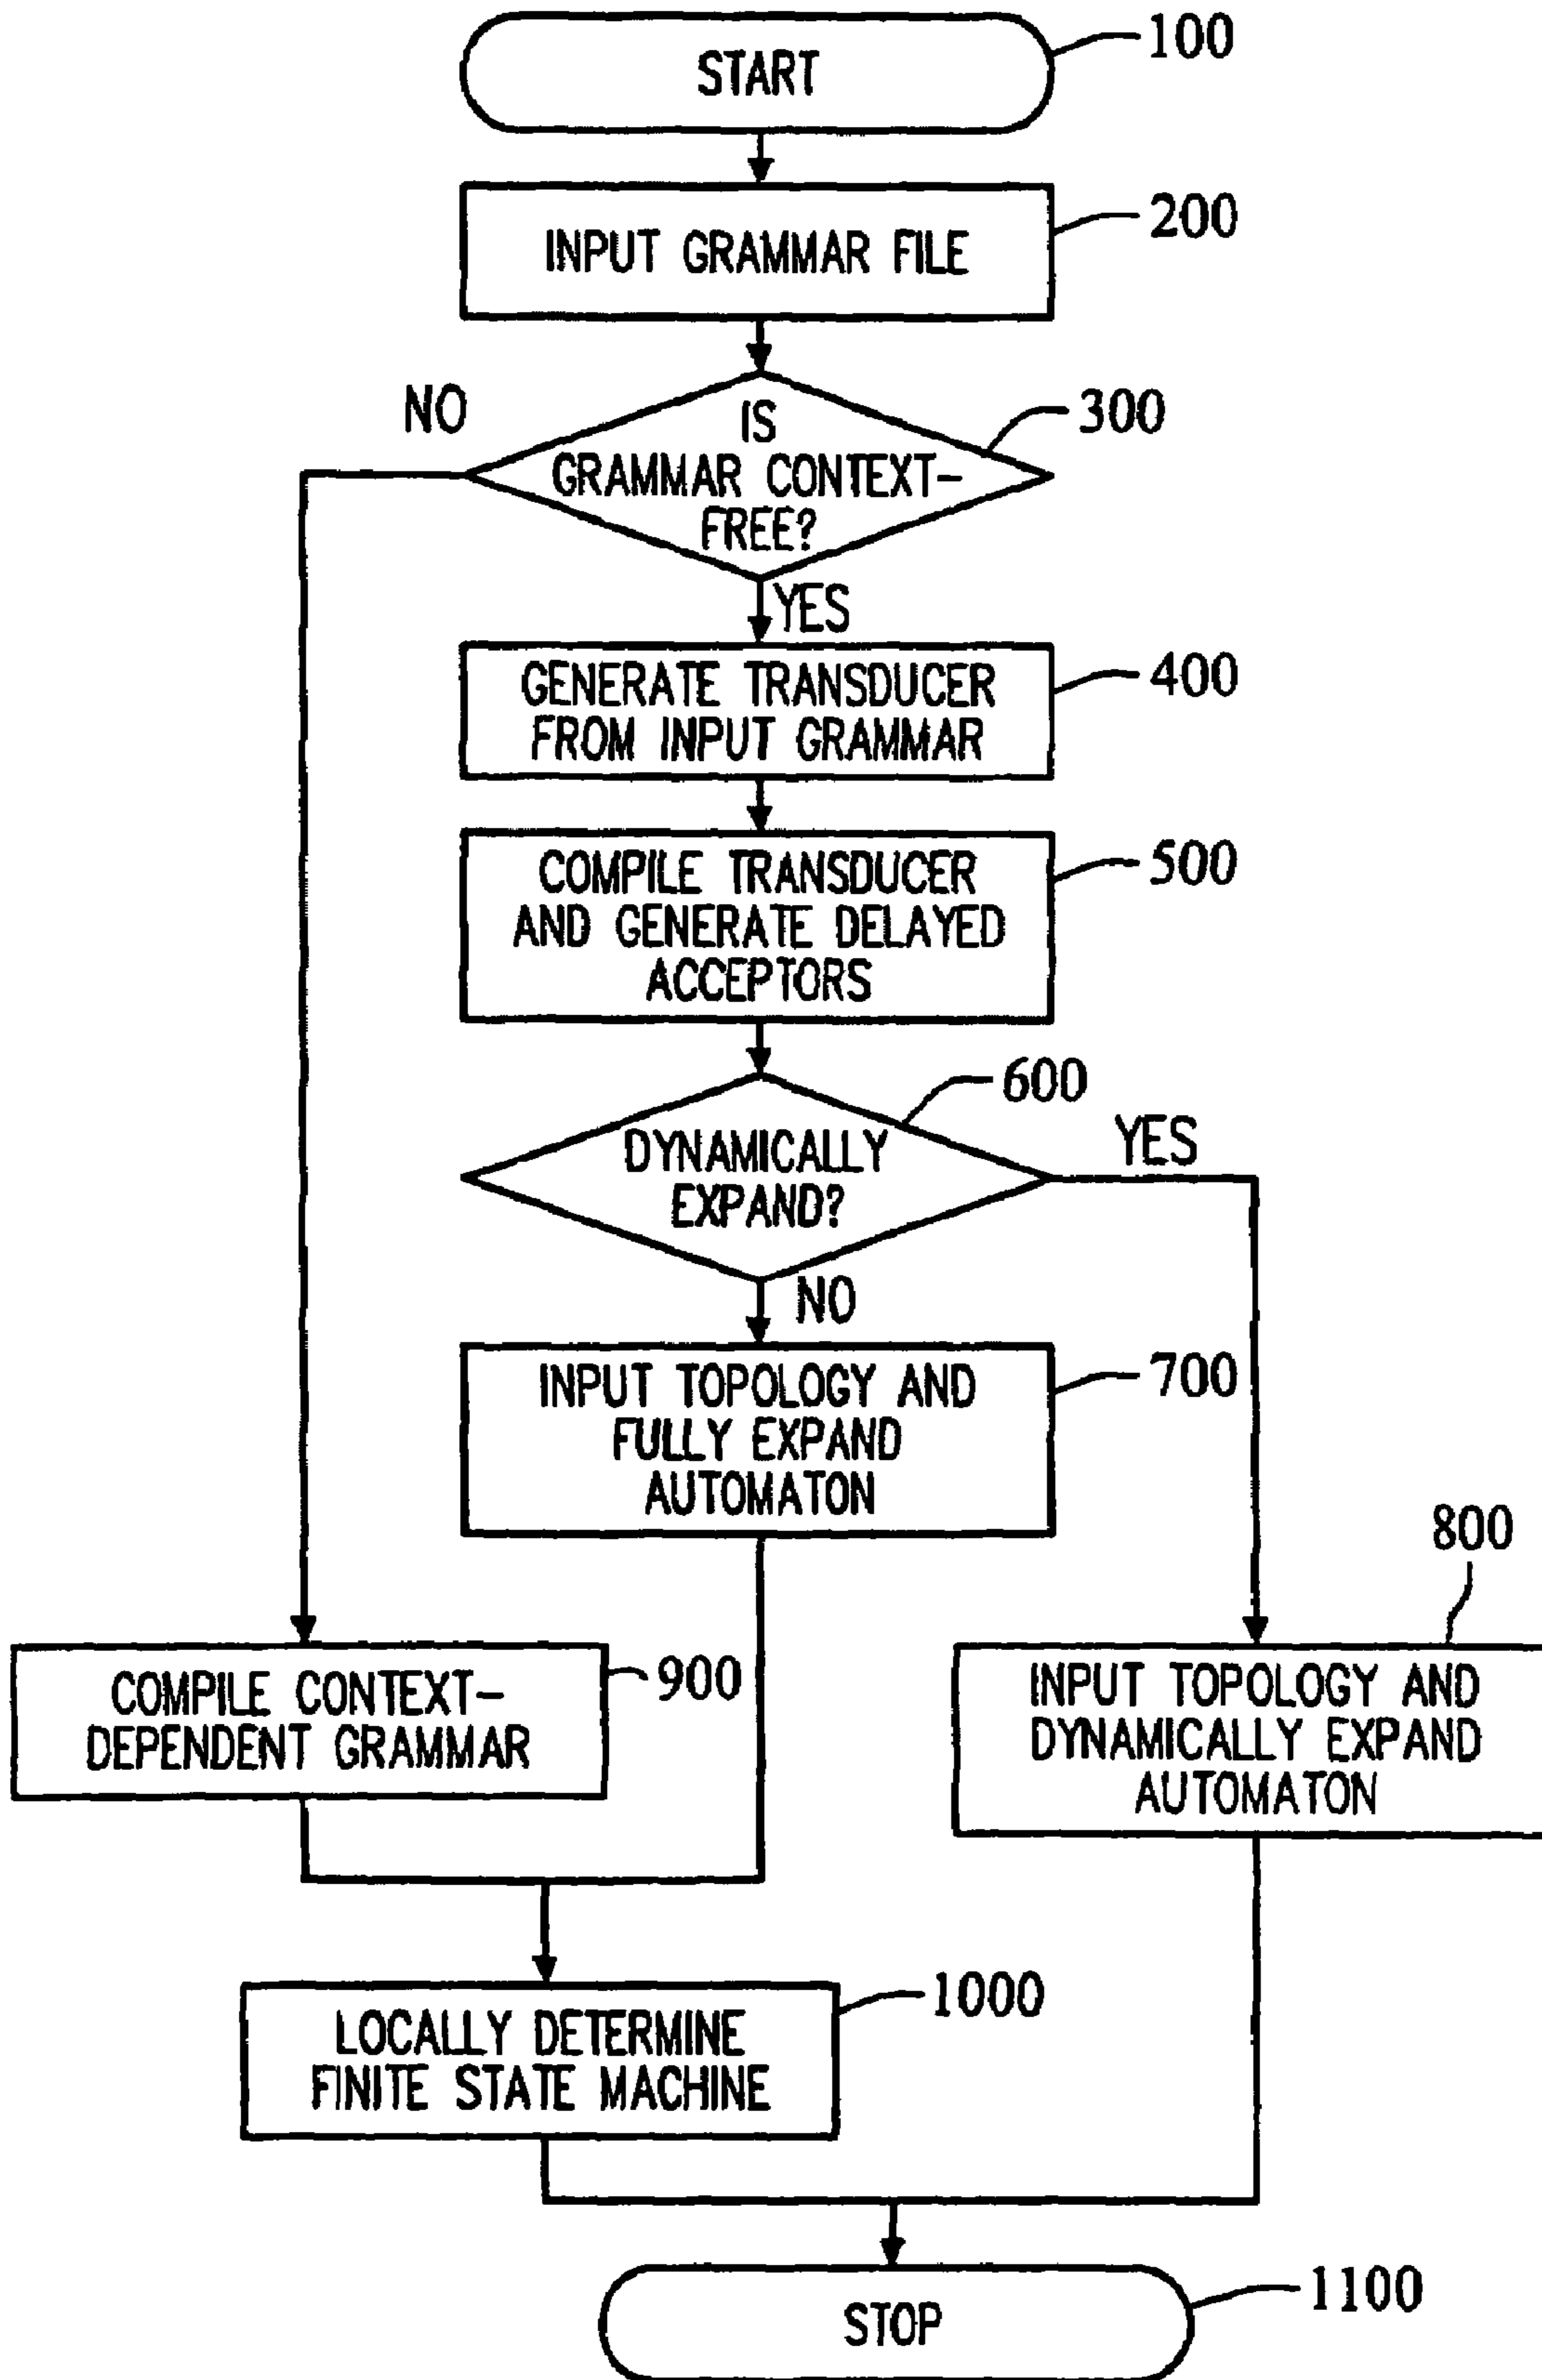 START
100
INPUT GRAMMAR FILE
200
NO
IS
GRAMMAR CONTEXT-
FREE?
300
YES
GENERATE TRANSDUCER
FROM INPUT GRAMMAR
400
COMPILE TRANSDUCER
AND GENERATE DELAYED
ACCEPTORS
500
DYNAMICALLY
EXPAND?
600
YES
NO
INPUT TOPOLOGY AND
FULLY EXPAND
AUTOMATON
700
800
COMPILE CONTEXT-
DEPENDENT GRAMMAR
900
INPUT TOPOLOGY AND
DYNAMICALLY EXPAND
AUTOMATON
LOCALLY DETERMINE
FINITE STATE MACHINE
1000
STOP
1100